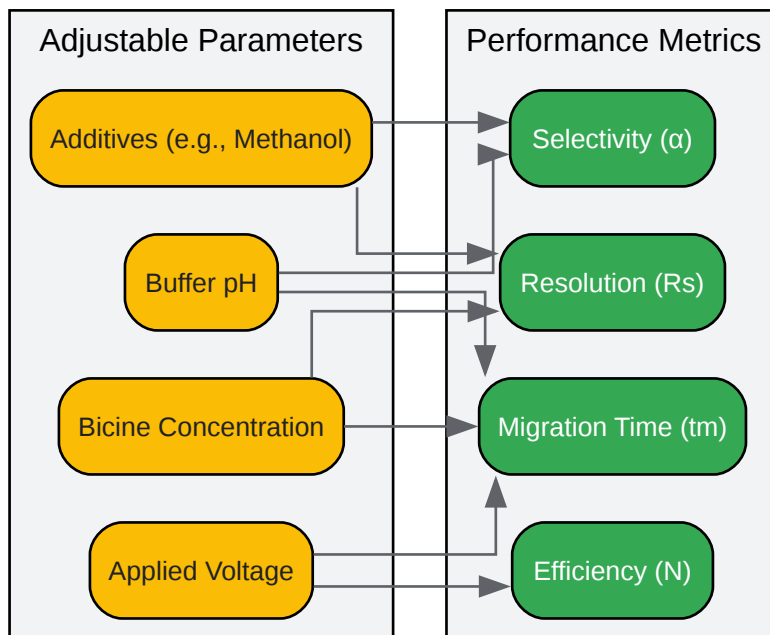 Adjustable Parameters
Performance Metrics
Additives (e.g., Methanol)
Selectivity (α)
Buffer pH
Resolution (Rs)
Bicine Concentration
Migration Time (tm)
Applied Voltage
Efficiency (N)